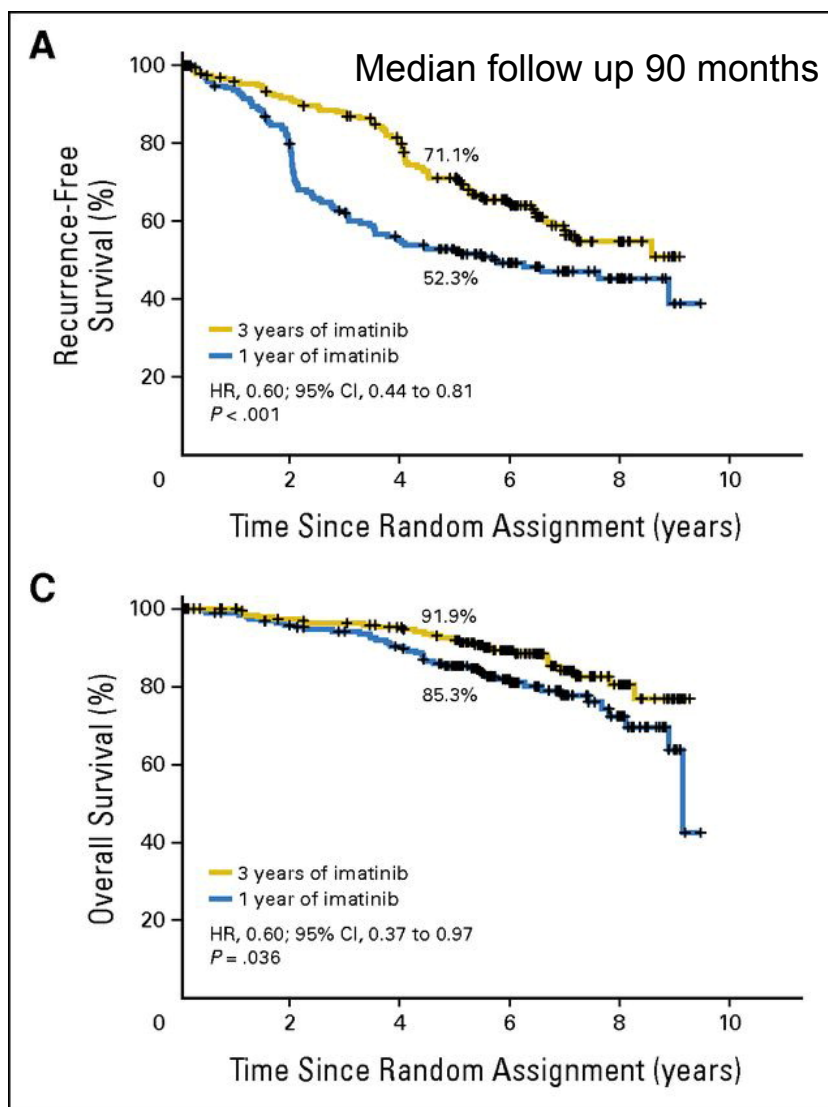 A
Median follow up 90 months
Recurrence-Free
Survival (%)
100
80
60
40
20
0
71.1%
52.3%
3 years of imatinib
1 year of imatinib
HR, 0.60; 95% CI, 0.44 to 0.81
P < .001
2 4 6 8 10
Time Since Random Assignment (years)
C
Overall Survival (%)
100
80
60
40
20
0
91.9%
85.3%
3 years of imatinib
1 year of imatinib
HR, 0.60; 95% CI, 0.37 to 0.97
P = .036
2 4 6 8 10
Time Since Random Assignment (years)